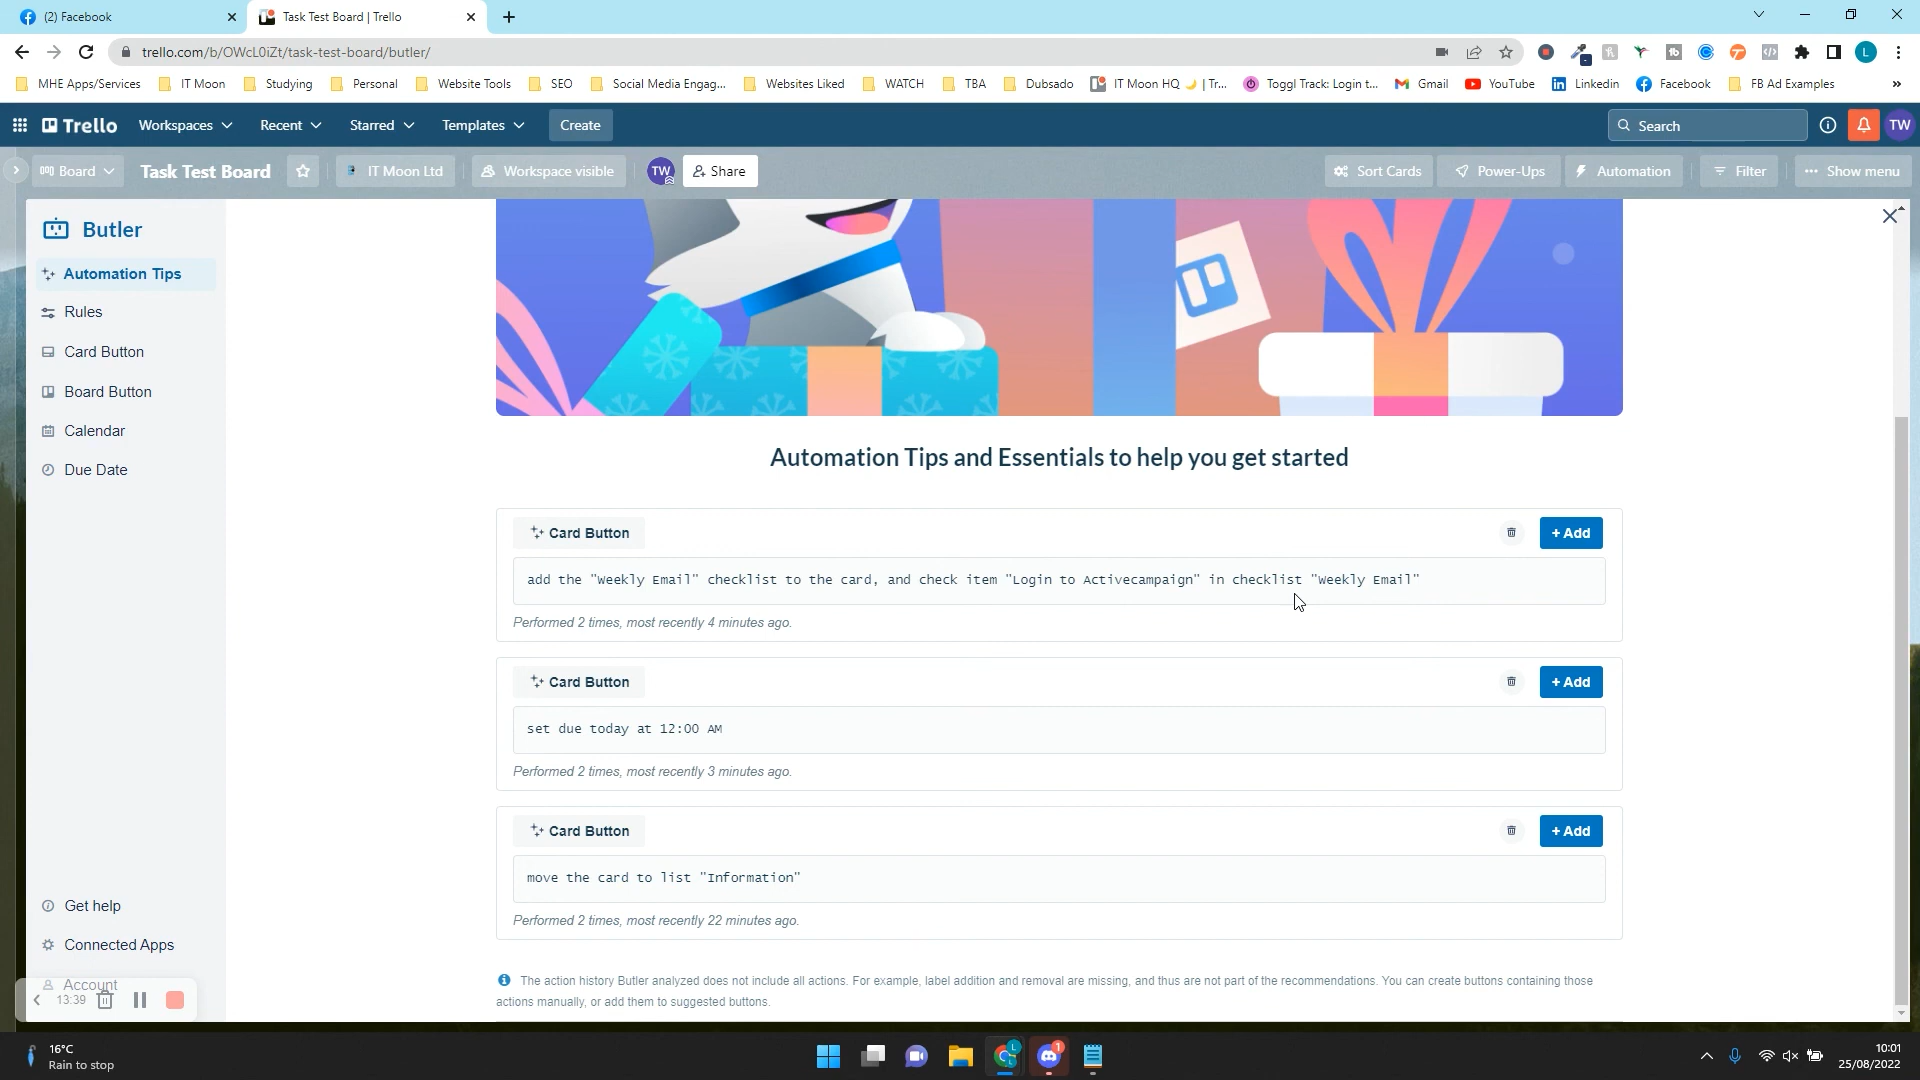 (2) Facebook
Task Test Board | Trello
trello.com/b/OWcL0iZt/task-test-board/butler/
MHE Apps/Services
IT Moon
Studying
Personal
Website Tools
SEO
Social Media Engag...
Websites Liked
WATCH
TBA
Dubsado
IT Moon HQ 🌙 | Tr...
Toggl Track: Login t...
Gmail
YouTube
Linkedin
Facebook
FB Ad Examples
»
Trello
Workspaces
Recent
Starred
Templates
Create
Search
TW
Board
Task Test Board
IT Moon Ltd
Workspace visible
TW
Share
Sort Cards
Power-Ups
Automation
Filter
Show menu
Butler
Automation Tips
Rules
Card Button
Board Button
Calendar
Due Date
Get help
Connected Apps
Account
13:39
Automation Tips and Essentials to help you get started
Card Button
+ Add
add the "Weekly Email" checklist to the card, and check item "Login to Activecampaign" in checklist "Weekly Email"
Performed 2 times, most recently 4 minutes ago.
Card Button
+ Add
set due today at 12:00 AM
Performed 2 times, most recently 3 minutes ago.
Card Button
+ Add
move the card to list "Information"
Performed 2 times, most recently 22 minutes ago.
The action history Butler analyzed does not include all actions. For example, label addition and removal are missing, and thus are not part of the recommendations. You can create buttons containing those
actions manually, or add them to suggested buttons.
16°C
Rain to stop
L
1
10:01
25/08/2022